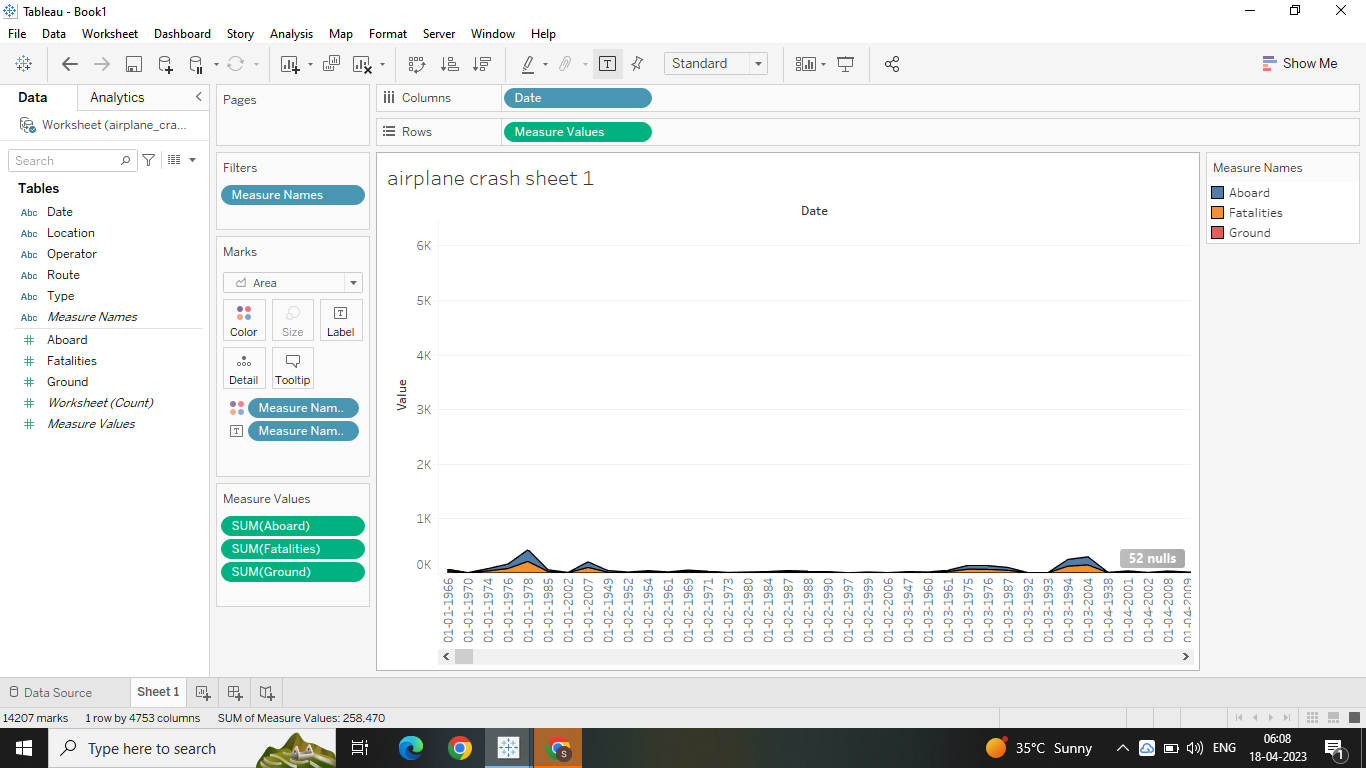 Tableau - Book1
File Data Worksheet Dashboard Story Analysis Map Format Server Window Help
Standard
Show Me
Data Analytics
Worksheet (airplane_cra...
Search
Tables
Abc Date
Abc Location
Abc Operator
Abc Route
Abc Type
Abc Measure Names
# Aboard
# Fatalities
# Ground
# Worksheet (Count)
# Measure Values
Pages
Filters
Measure Names
Marks
Area
Color Size Label
Detail Tooltip
Measure Nam..
Measure Nam..
Measure Values
SUM(Aboard)
SUM(Fatalities)
SUM(Ground)
Columns Date
Rows Measure Values
airplane crash sheet 1
Date
6K
5K
4K
3K
2K
1K
0K
Value
52 nulls
01-01-1966
01-01-1970
01-01-1974
01-01-1976
01-01-1978
01-01-1985
01-01-2002
01-01-2007
01-02-1949
01-02-1952
01-02-1954
01-02-1961
01-02-1969
01-02-1971
01-02-1973
01-02-1980
01-02-1984
01-02-1987
01-02-1988
01-02-1990
01-02-1997
01-02-1999
01-02-2006
01-03-1947
01-03-1960
01-03-1961
01-03-1975
01-03-1976
01-03-1987
01-03-1992
01-03-1993
01-03-1994
01-03-2004
01-04-1938
01-04-2001
01-04-2002
01-04-2008
01-04-2009
Measure Names
Aboard
Fatalities
Ground
Data Source Sheet 1
14207 marks 1 row by 4753 columns SUM of Measure Values: 258,470
Type here to search
35°C Sunny
ENG
06:08
18-04-2023
1